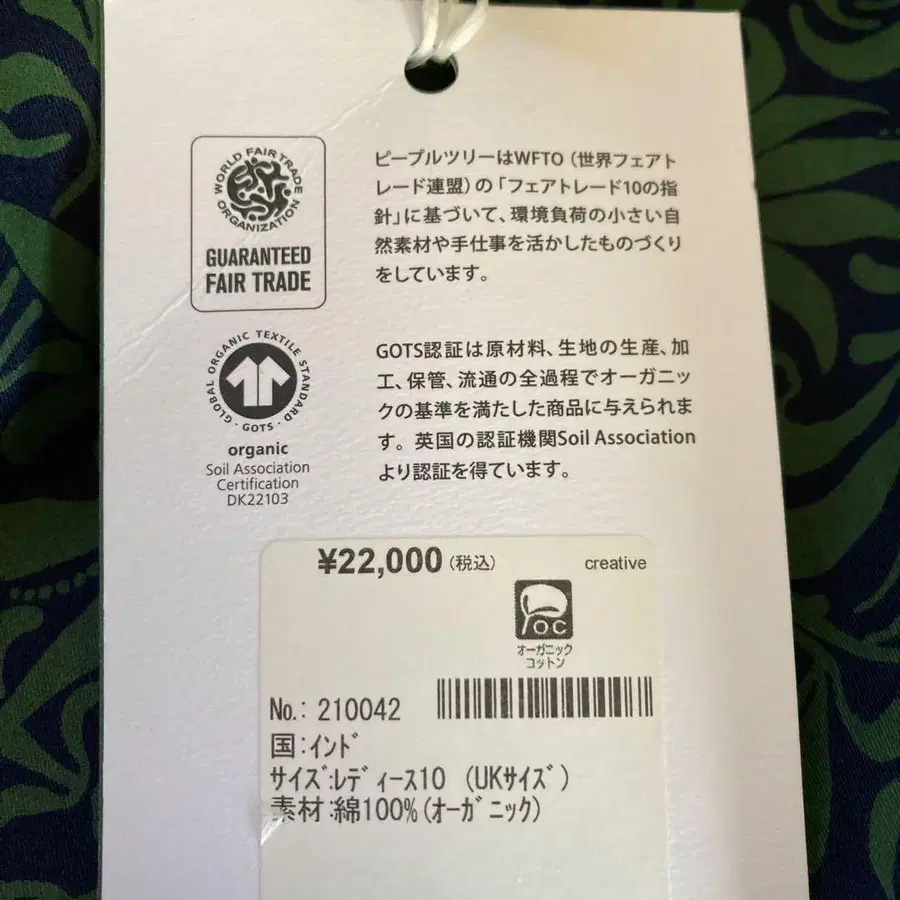 WORLD FAIR TRADE
ORGANIZATION
GUARANTEED
FAIR TRADE
ピープルツリーはWFTO（世界フェアト
レード連盟）の「フェアトレード10の指
針」に基づいて、環境負荷の小さい自
然素材や手仕事を活かしたものづくり
をしています。
GLOBAL ORGANIC TEXTILE STANDARD
· GOTS ·
organic
Soil Association
Certification
DK22103
GOTS認証は原材料、生地の生産、加
工、保管、流通の全過程でオーガニッ
クの基準を満たした商品に与えられま
す。英国の認証機関Soil Association
より認証を得ています。
¥22,000（税込）
creative
OC
オーガニック
コットン
No.: 210042
国:インド
サイズ:レディース10 (UKサイズ)
素材:綿100%(オーガニック)